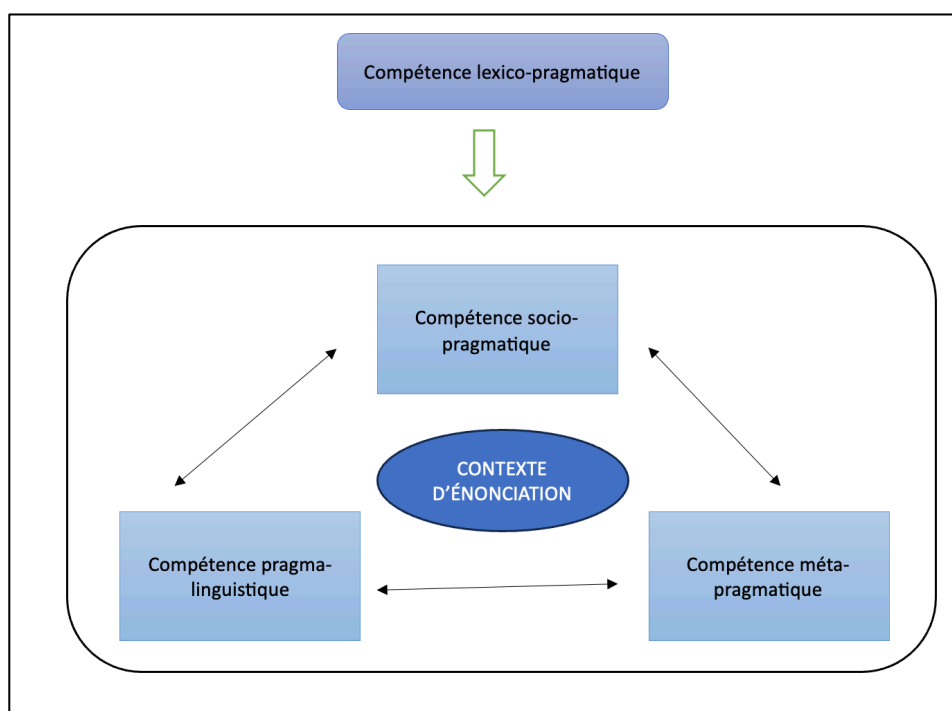 Compétence lexico-pragmatique
Compétence socio-
pragmatique
CONTEXTE
D'ÉNONCIATION
Compétence pragma-
linguistique
Compétence méta-
pragmatique